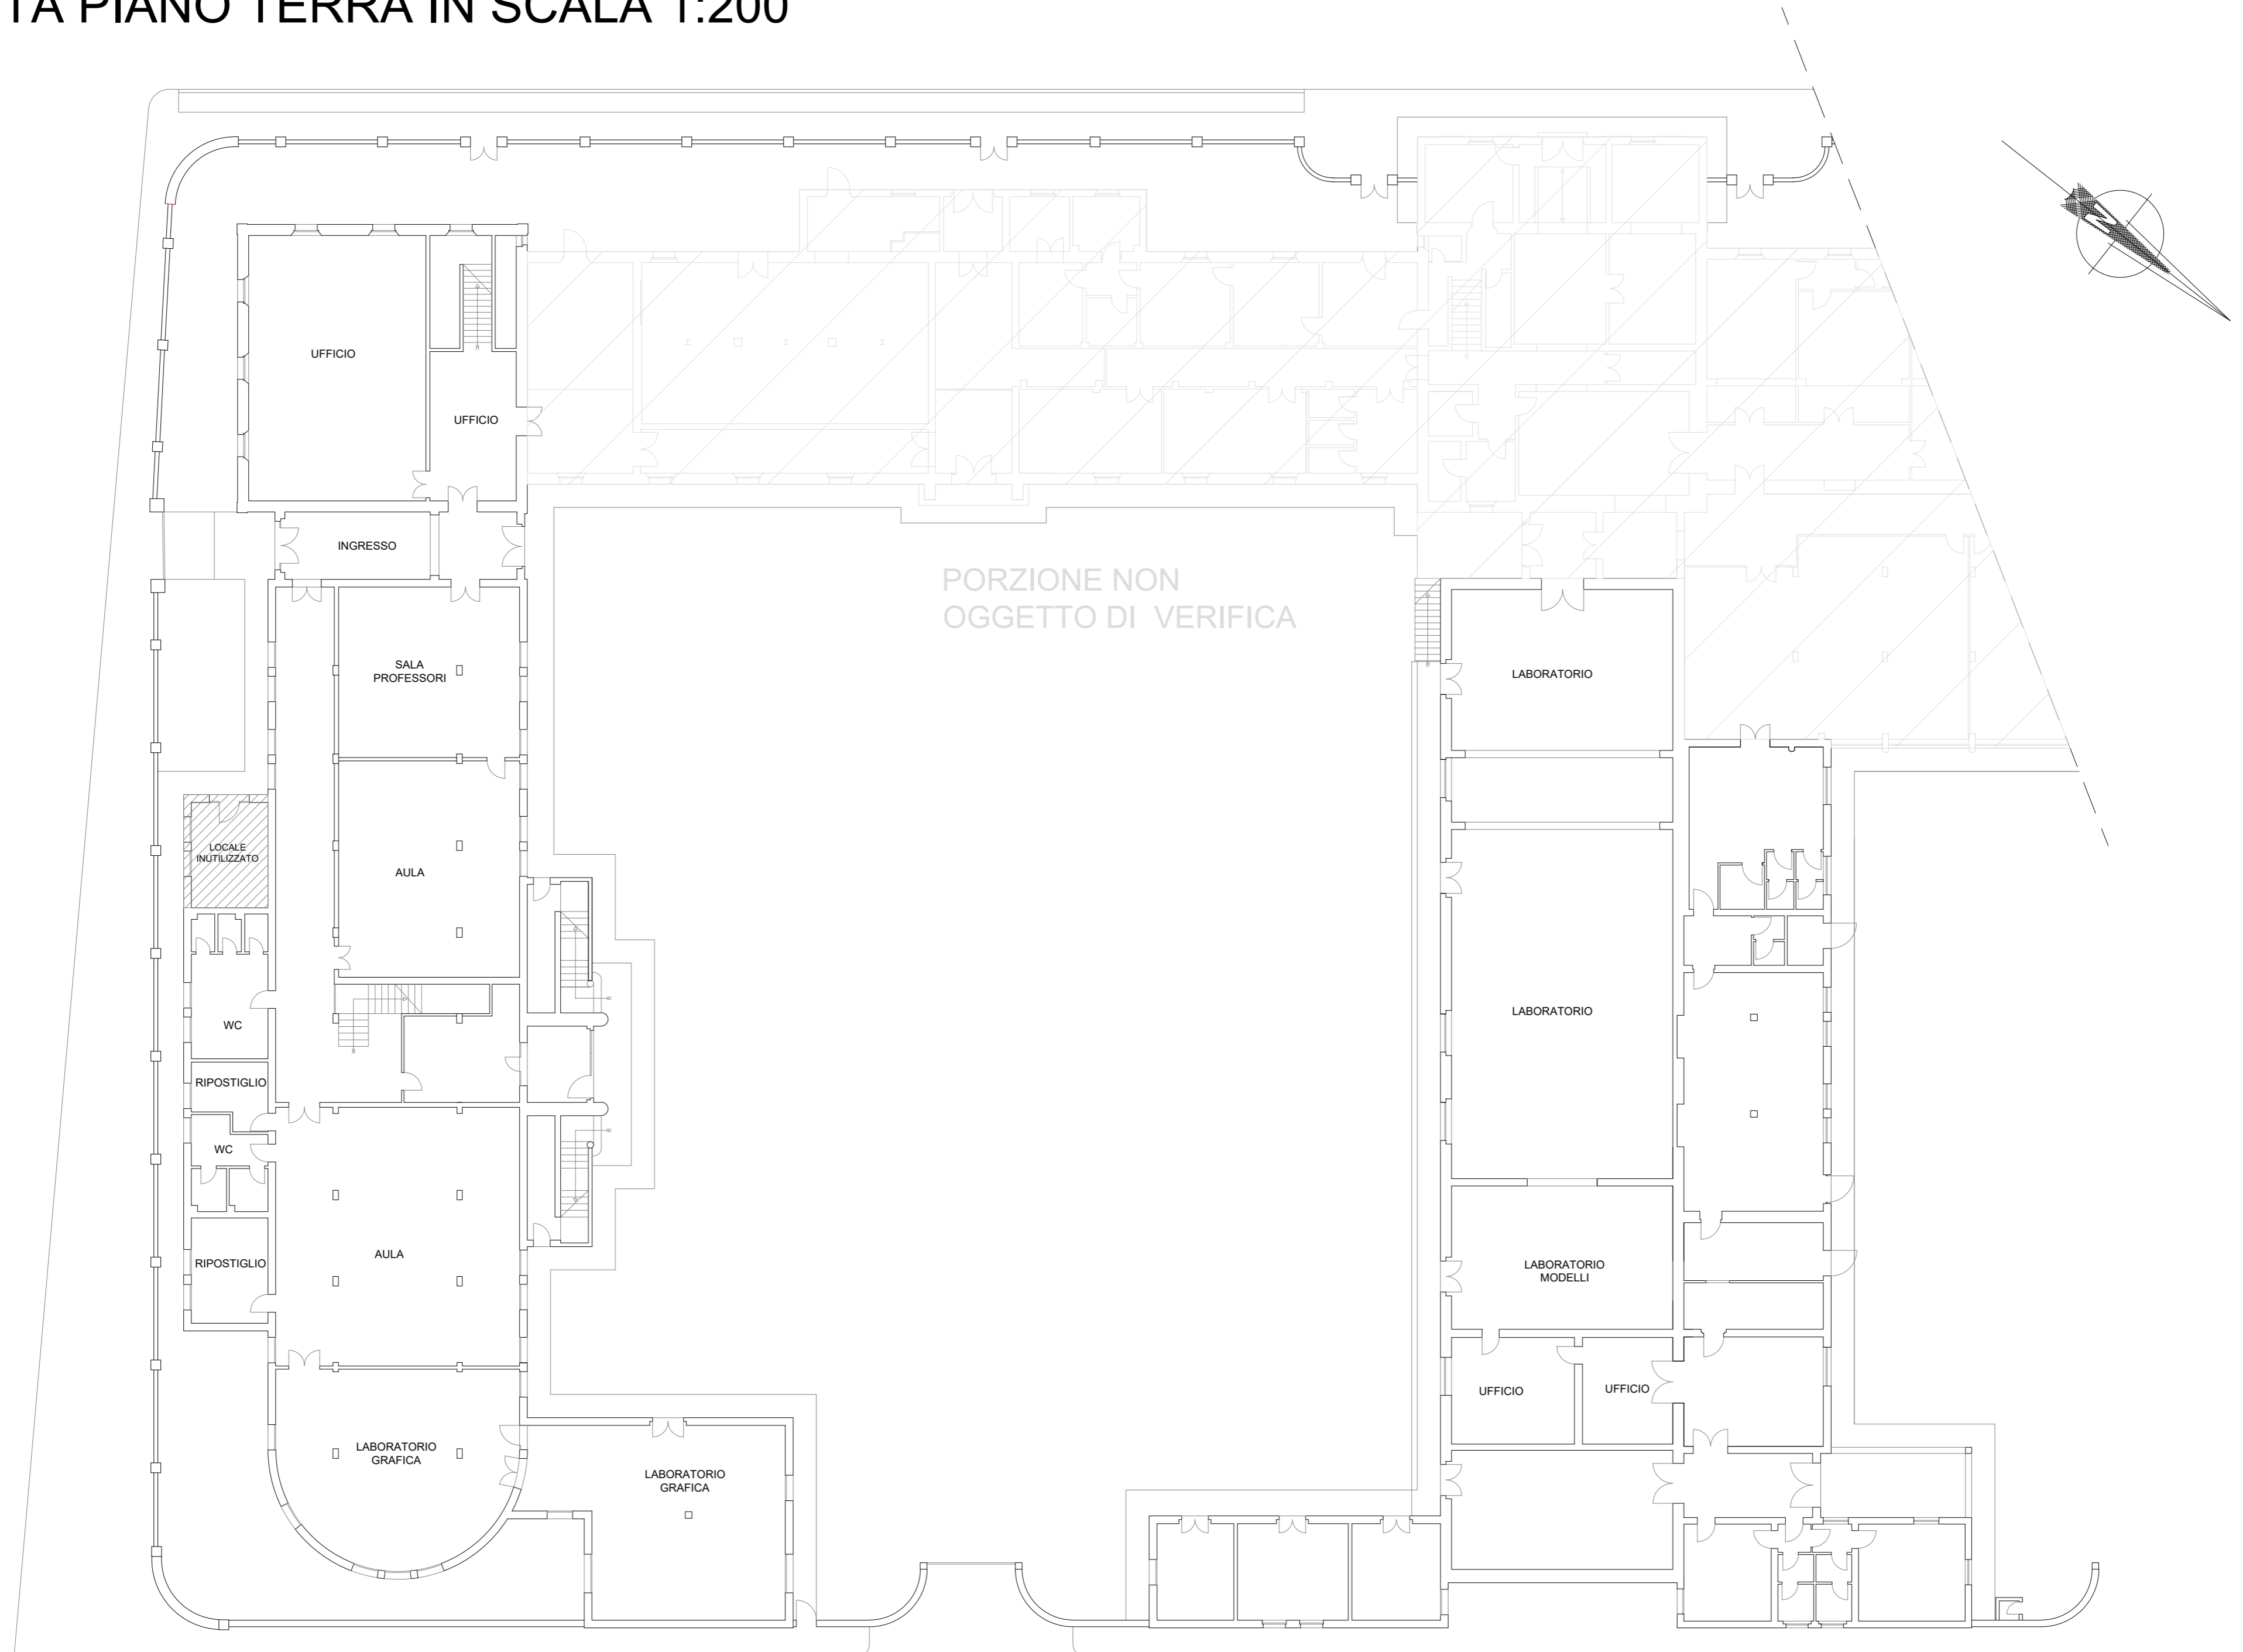 TA PIANO TERRA IN SCALA 1:200
N
UFFICIO
UFFICIO
INGRESSO
PORZIONE NON
OGGETTO DI VERIFICA
SALA
PROFESSORI
LABORATORIO
LOCALE
INUTILIZZATO
AULA
WC
LABORATORIO
RIPOSTIGLIO
WC
AULA
RIPOSTIGLIO
LABORATORIO
MODELLI
UFFICIO
UFFICIO
LABORATORIO
GRAFICA
LABORATORIO
GRAFICA